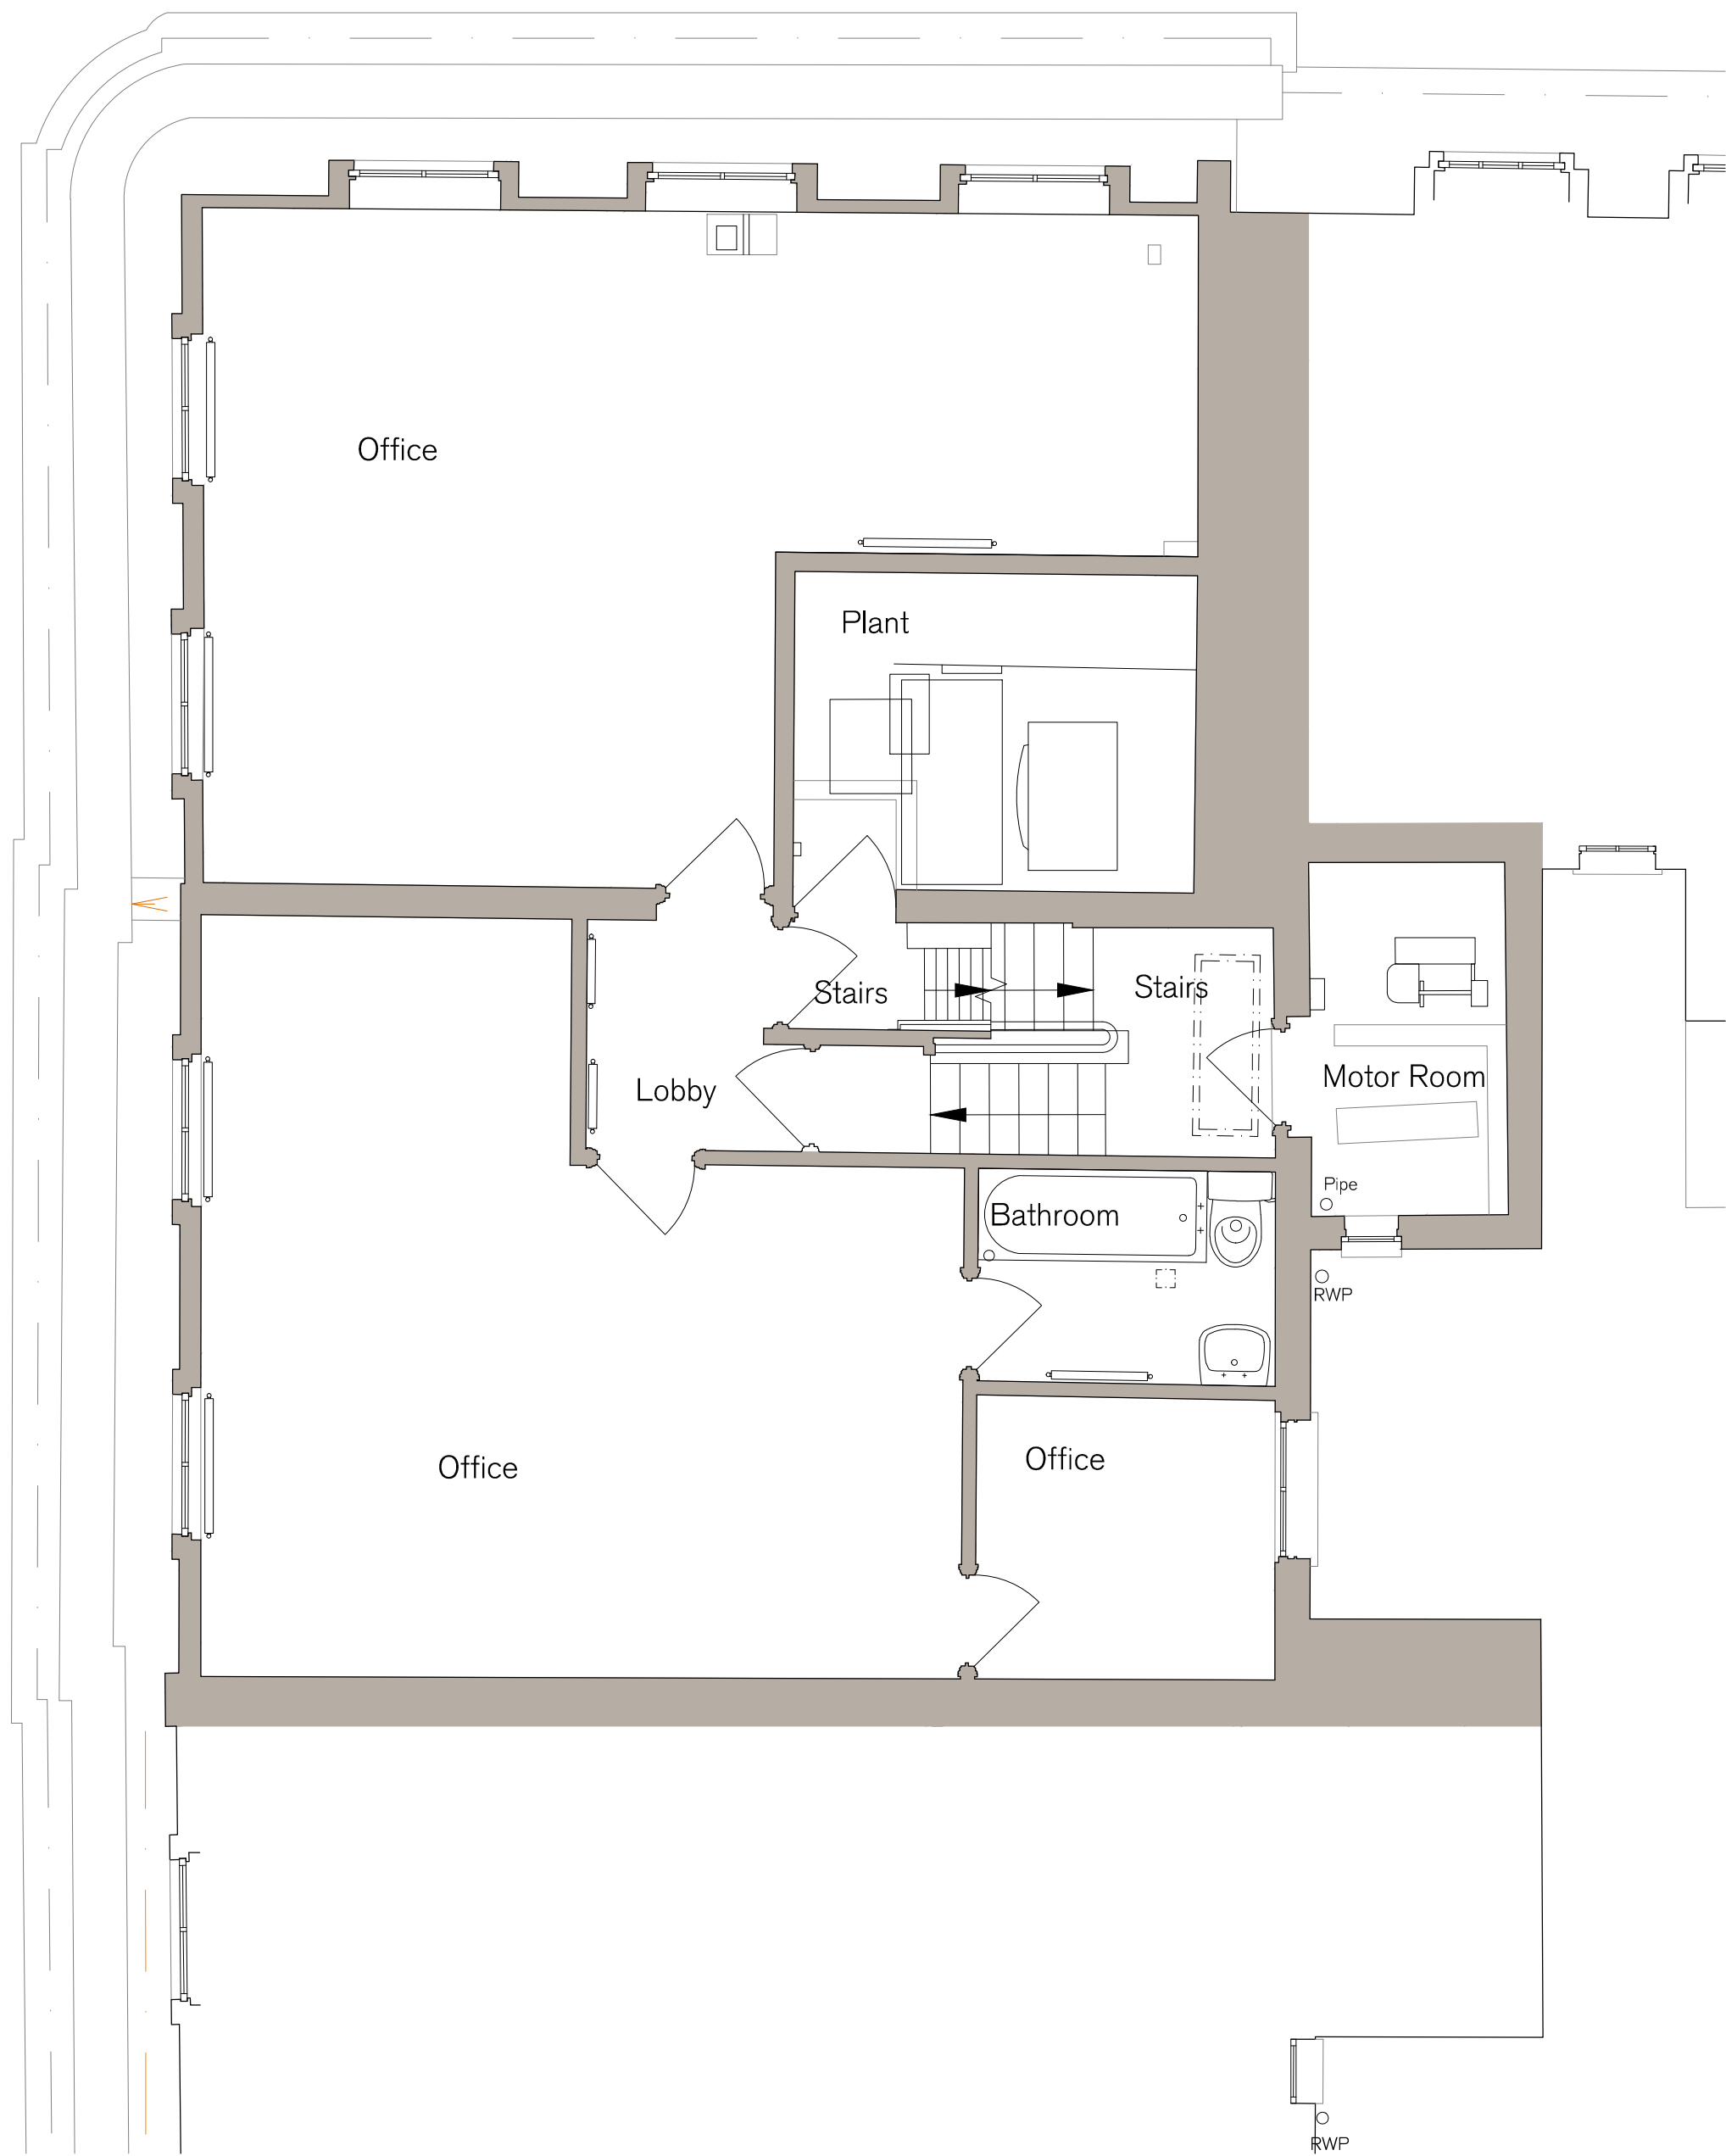 Office
Plant
Stairs
Stairs
Motor Room
Lobby
Pipe
Bathroom
RWP
Office
Office
RWP